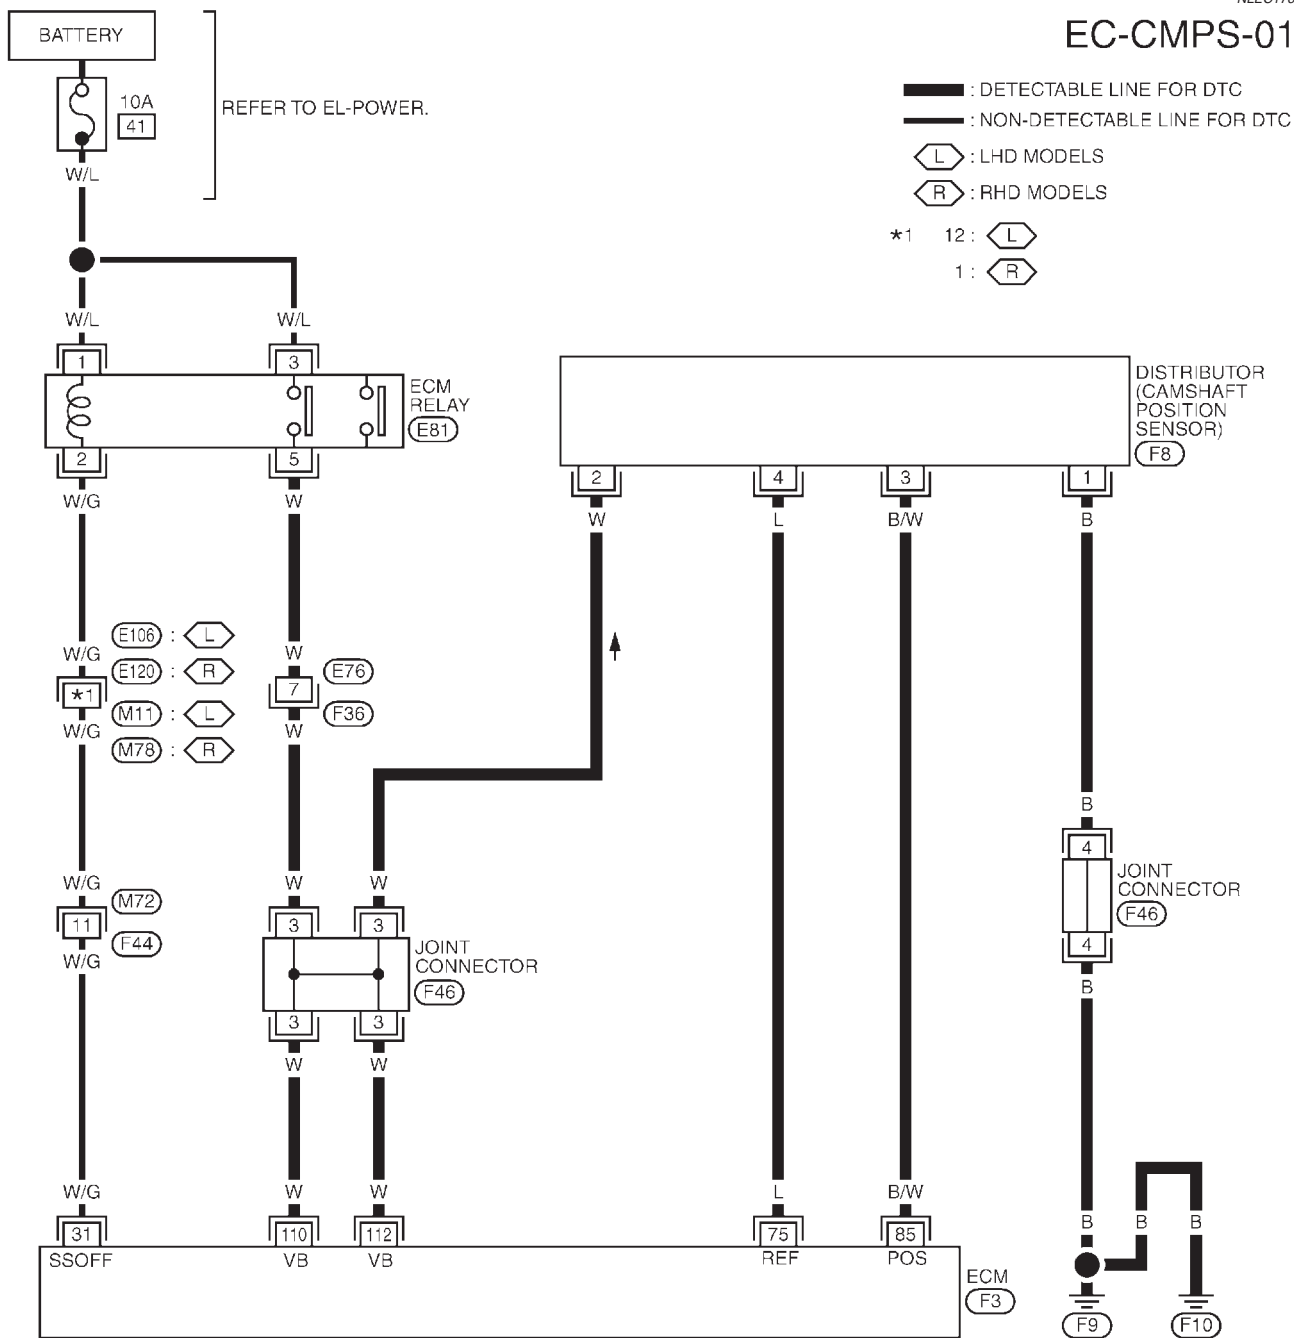 EC-CMPS-01
BATTERY
10A
41
REFER TO EL-POWER.
: DETECTABLE LINE FOR DTC
: NON-DETECTABLE LINE FOR DTC
L : LHD MODELS
R : RHD MODELS
*1 12 : L
1 : R
W/L
W/L W/L
1 3
ECM
RELAY
E81
2 5
W/G W
DISTRIBUTOR
(CAMSHAFT
POSITION
SENSOR)
F8
2 4 3 1
W L B/W B
E106 : L
E120 : R
M11 : L
M78 : R
W/G W
*1 7
W/G W
E76
F36
B
4
JOINT
CONNECTOR
F46
4
B
W/G W W
M72
11
F44
W/G
3 3
JOINT
CONNECTOR
F46
3 3
W W
W/G W W L B/W
31 110 112 75 85
SSOFF VB VB REF POS
ECM
F3
B B B
F9 F10